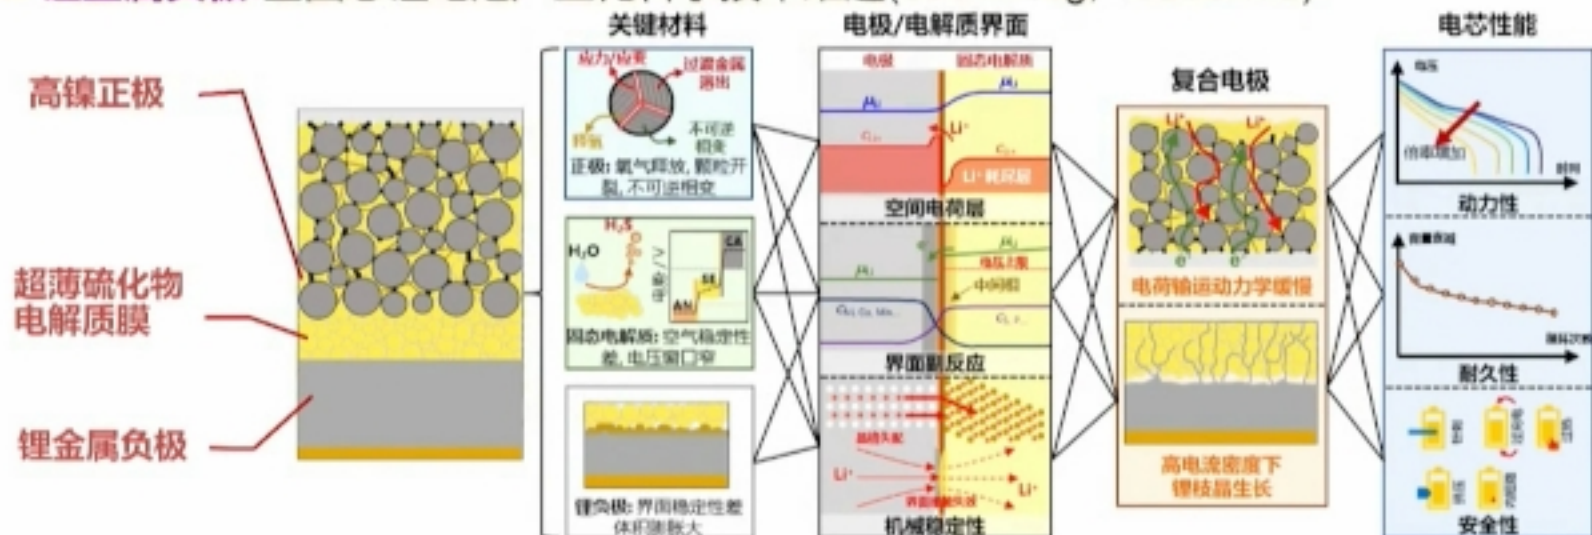 关键材料
电极/电解质界面
电芯性能
高镍正极
超薄硫化物
电解质膜
锂金属负极
应力/应变
过渡金属
溶出
不可逆
相变
正极: 氧气释放, 颗粒开
裂, 不可逆相变
H₂S
H₂O
CA
SE
AN
固态电解质: 空气稳定性
差, 电压窗口窄
锂负极: 界面稳定性差
体积膨胀大
电极
固态电解质
Li⁺
Li⁺ 耗尽层
空间电荷层
中间相
界面副反应
晶格失配
Li⁺
Li⁺
机械稳定性
复合电极
Li⁺
Li⁺
e⁻
e⁻
电荷输运动力学缓慢
高电流密度下
锂枝晶生长
电压
倍率增加
时间
动力性
耐久性
安全性